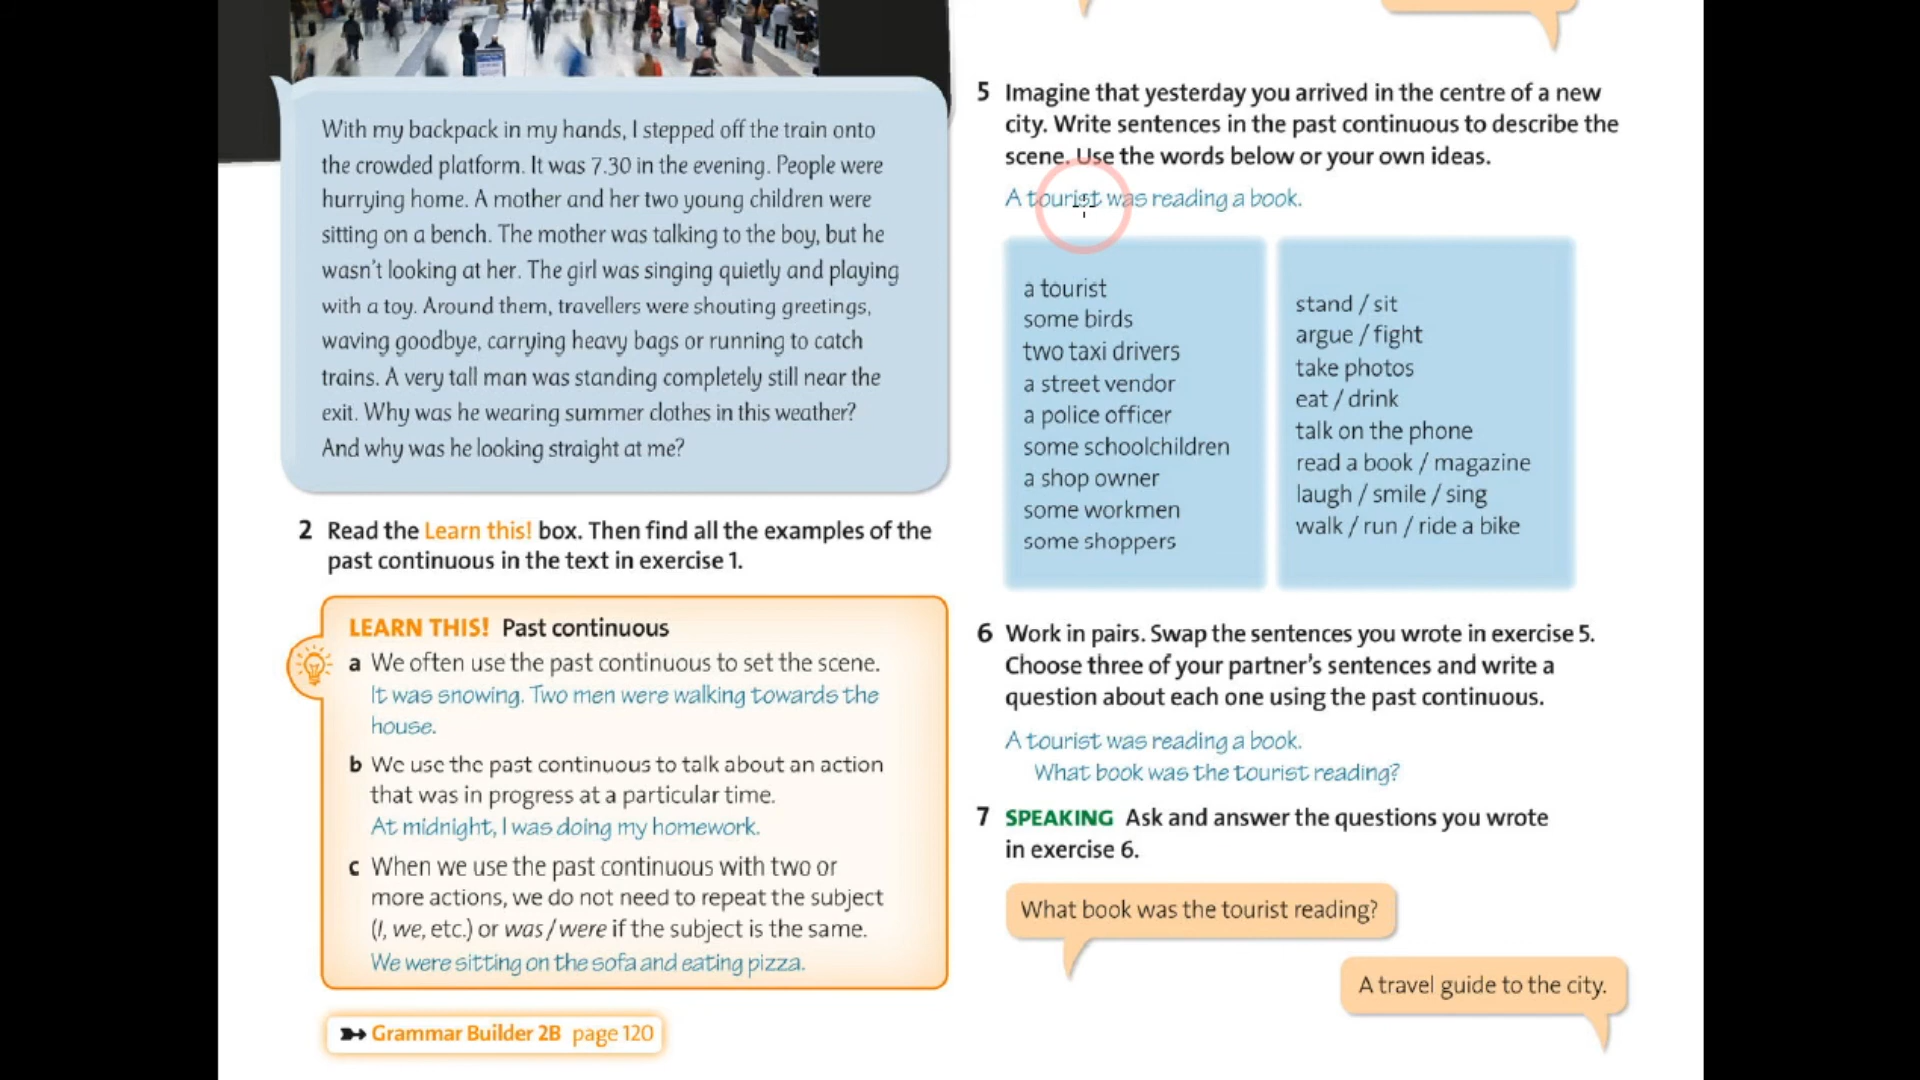 With my backpack in my hands, I stepped off the train onto
the crowded platform. It was 7.30 in the evening. People were
hurrying home. A mother and her two young children were
sitting on a bench. The mother was talking to the boy, but he
wasn't looking at her. The girl was singing quietly and playing
with a toy. Around them, travellers were shouting greetings,
waving goodbye, carrying heavy bags or running to catch
trains. A very tall man was standing completely still near the
exit. Why was he wearing summer clothes in this weather?
And why was he looking straight at me?
2 Read the Learn this! box. Then find all the examples of the
past continuous in the text in exercise 1.
LEARN THIS! Past continuous
a We often use the past continuous to set the scene.
It was snowing. Two men were walking towards the
house.
b We use the past continuous to talk about an action
that was in progress at a particular time.
At midnight, I was doing my homework.
c When we use the past continuous with two or
more actions, we do not need to repeat the subject
(I, we, etc.) or was / were if the subject is the same.
We were sitting on the sofa and eating pizza.
Grammar Builder 2B page 120
5 Imagine that yesterday you arrived in the centre of a new
city. Write sentences in the past continuous to describe the
scene. Use the words below or your own ideas.
A tourist was reading a book.
a tourist
some birds
two taxi drivers
a street vendor
a police officer
some schoolchildren
a shop owner
some workmen
some shoppers
stand / sit
argue / fight
take photos
eat / drink
talk on the phone
read a book / magazine
laugh / smile / sing
walk / run / ride a bike
6 Work in pairs. Swap the sentences you wrote in exercise 5.
Choose three of your partner's sentences and write a
question about each one using the past continuous.
A tourist was reading a book.
What book was the tourist reading?
7 SPEAKING Ask and answer the questions you wrote
in exercise 6.
What book was the tourist reading?
A travel guide to the city.